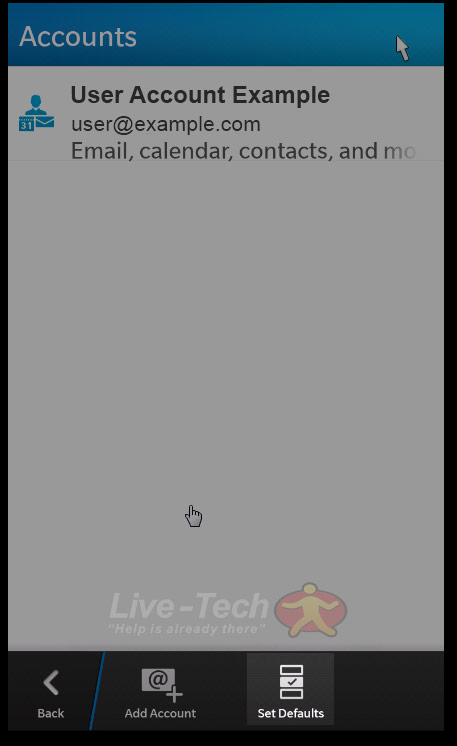 Accounts
User Account Example
user@example.com
Email, calendar, contacts, and mo
31
Live-Tech
"Help is already there"
@
Back
Add Account
Set Defaults